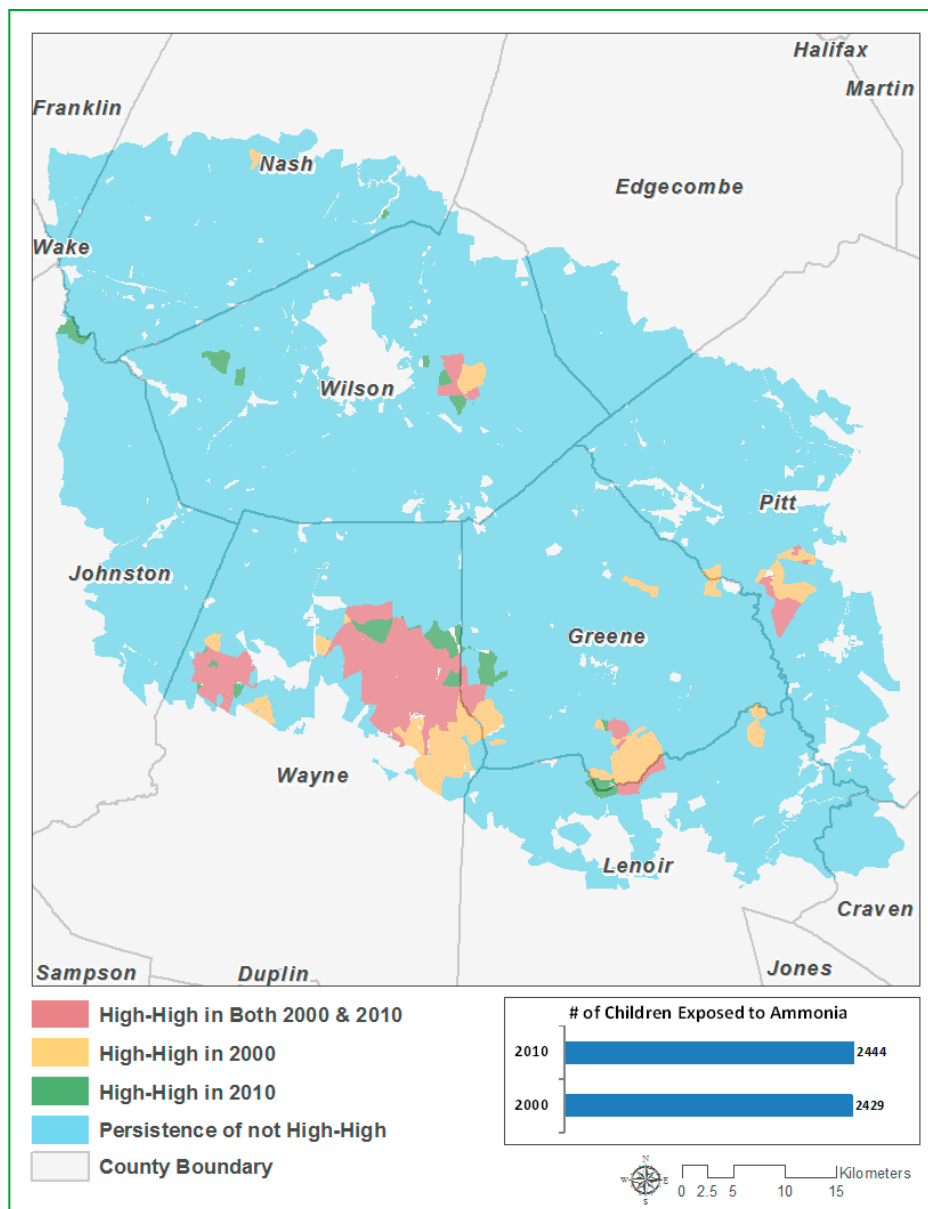 Halifax
Martin
Franklin
Nash
Edgecombe
Wake
Wilson
Pitt
Johnston
Greene
Wayne
Lenoir
Craven
Sampson
Duplin
Jones
High-High in Both 2000 & 2010
High-High in 2000
High-High in 2010
Persistence of not High-High
County Boundary
# of Children Exposed to Ammonia
2010
2444
2000
2429
N
W
E
S
Kilometers
0 2.5 5 10 15